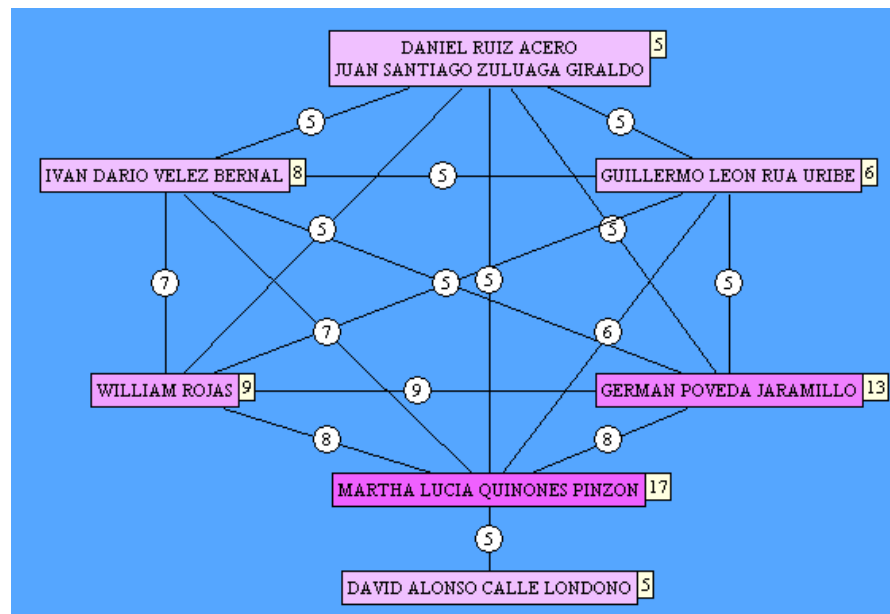 DANIEL RUIZ ACERO 5
JUAN SANTIAGO ZULUAGA GIRALDO
5 5
IVAN DARIO VELEZ BERNAL 8 5 GUILLERMO LEON RUA URIBE 6
5 5
7 5 5 5
7 6
WILLIAM ROJAS 9 9 GERMAN POVEDA JARAMILLO 13
8 8
MARTHA LUCIA QUINONES PINZON 17
5
DAVID ALONSO CALLE LONDONO 5